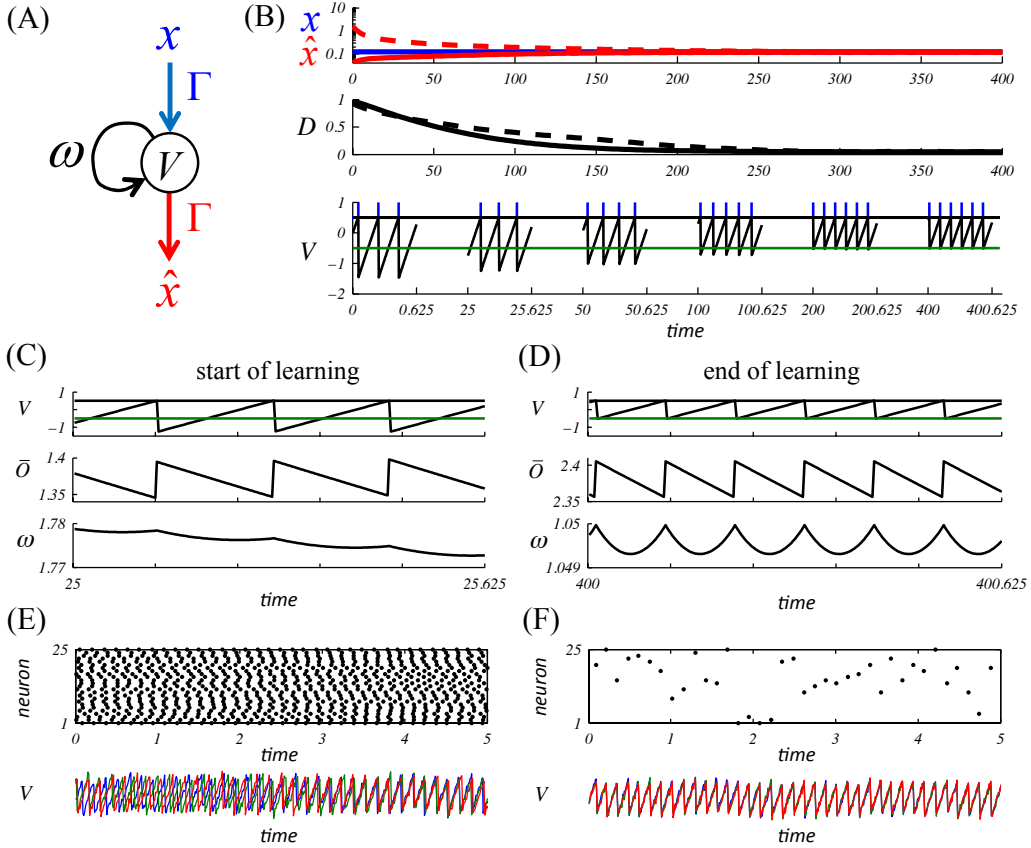 (A)
x
Γ
ω
V
Γ
x̂
(B)
x
x̂
10
0.1
0 50 100 150 200 250 300 350 400
D
1
0.5
0
0 50 100 150 200 250 300 350 400
V
1
0
−1
−2
0 0.625 25 25.625 50 50.625 100 100.625 200 200.625 400 400.625
time
(C)
start of learning
V
1
−1
Ō
1.4
1.35
ω
1.78
1.77
25 25.625
time
(D)
end of learning
V
1
−1
Ō
2.4
2.35
ω
1.05
1.049
400 400.625
time
(E)
neuron
25
1
0 1 2 3 4 5
time
V
time
(F)
neuron
25
1
0 1 2 3 4 5
time
V
time